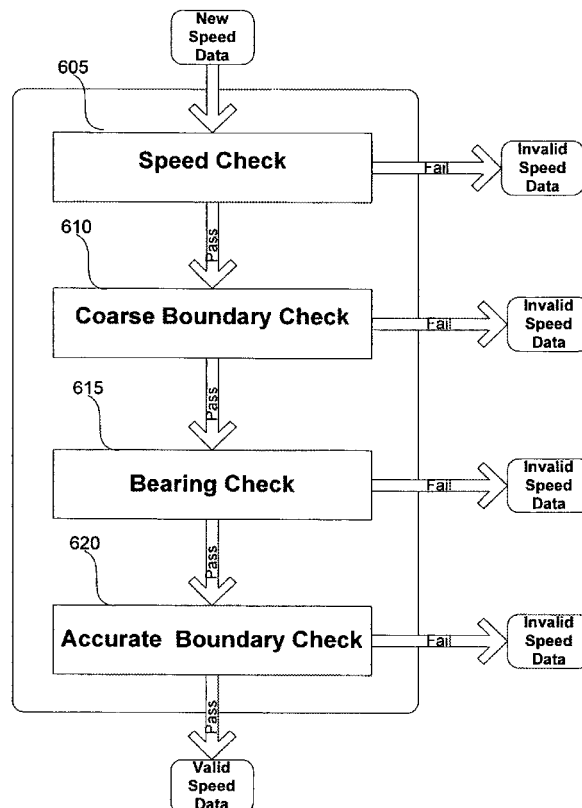 New
Speed
Data
605
Speed Check
Fail
Invalid
Speed
Data
Pass
610
Coarse Boundary Check
Fail
Invalid
Speed
Data
Pass
615
Bearing Check
Fail
Invalid
Speed
Data
Pass
620
Accurate Boundary Check
Fail
Invalid
Speed
Data
Pass
Valid
Speed
Data